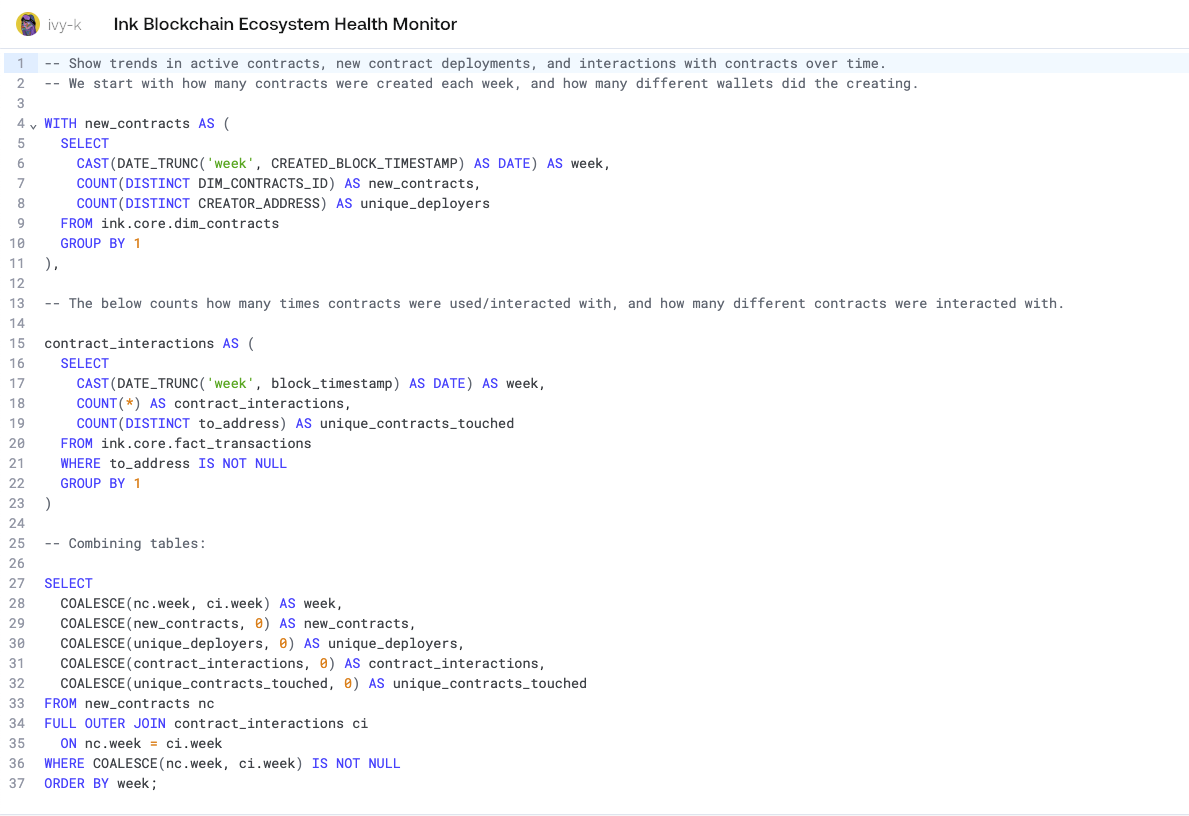 ivy-k Ink Blockchain Ecosystem Health Monitor
1 -- Show trends in active contracts, new contract deployments, and interactions with contracts over time.
2 -- We start with how many contracts were created each week, and how many different wallets did the creating.
3
4 WITH new_contracts AS (
5   SELECT
6     CAST(DATE_TRUNC('week', CREATED_BLOCK_TIMESTAMP) AS DATE) AS week,
7     COUNT(DISTINCT DIM_CONTRACTS_ID) AS new_contracts,
8     COUNT(DISTINCT CREATOR_ADDRESS) AS unique_deployers
9   FROM ink.core.dim_contracts
10   GROUP BY 1
11 ),
12
13 -- The below counts how many times contracts were used/interacted with, and how many different contracts were interacted with.
14
15 contract_interactions AS (
16   SELECT
17     CAST(DATE_TRUNC('week', block_timestamp) AS DATE) AS week,
18     COUNT(*) AS contract_interactions,
19     COUNT(DISTINCT to_address) AS unique_contracts_touched
20   FROM ink.core.fact_transactions
21   WHERE to_address IS NOT NULL
22   GROUP BY 1
23 )
24
25 -- Combining tables:
26
27 SELECT
28   COALESCE(nc.week, ci.week) AS week,
29   COALESCE(new_contracts, 0) AS new_contracts,
30   COALESCE(unique_deployers, 0) AS unique_deployers,
31   COALESCE(contract_interactions, 0) AS contract_interactions,
32   COALESCE(unique_contracts_touched, 0) AS unique_contracts_touched
33 FROM new_contracts nc
34 FULL OUTER JOIN contract_interactions ci
35   ON nc.week = ci.week
36 WHERE COALESCE(nc.week, ci.week) IS NOT NULL
37 ORDER BY week;